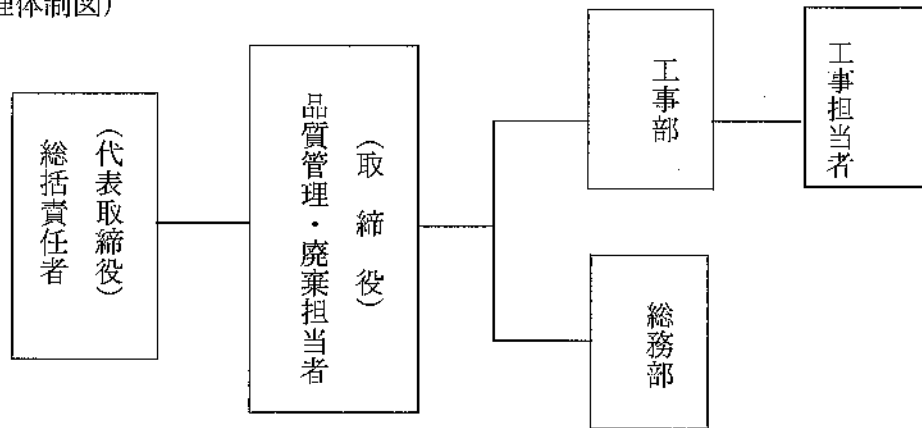 理体制図)
(代表取締役)
総括責任者
(取締役)
品質管理・廃棄担当者
工事部
工事担当者
総務部